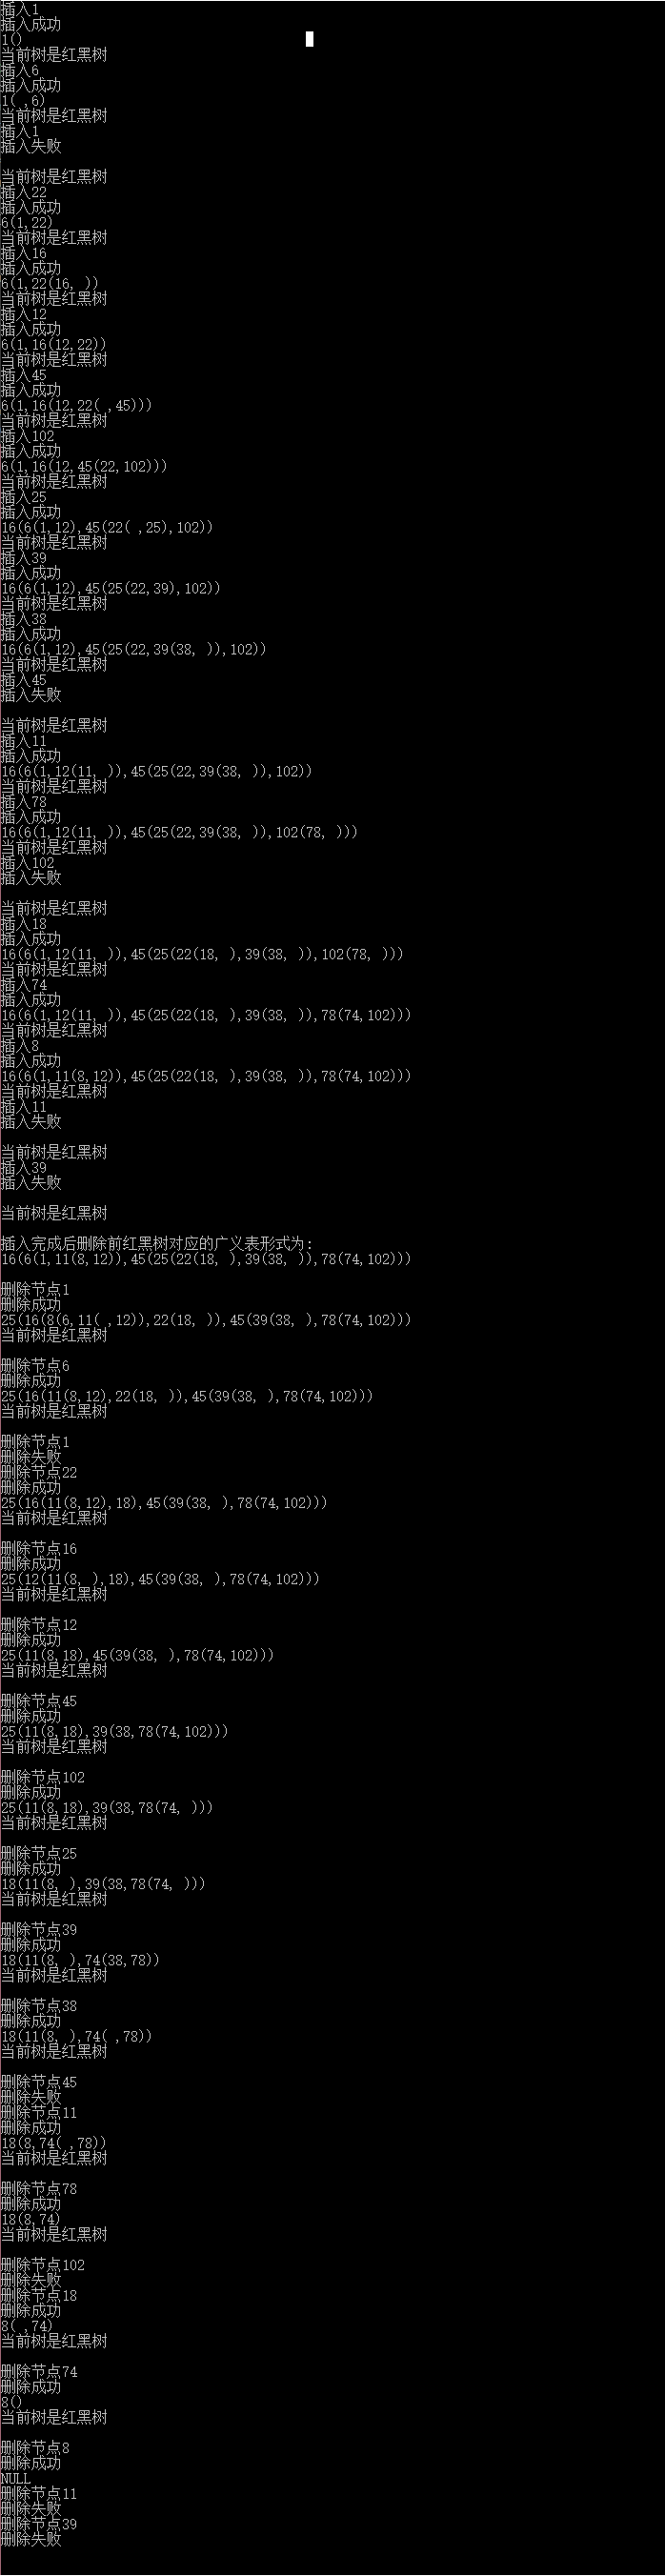 插入1
插入成功
1()
当前树是红黑树
插入6
插入成功
1( ,6)
当前树是红黑树
插入1
插入失败
当前树是红黑树
插入22
插入成功
6(1,22)
当前树是红黑树
插入16
插入成功
6(1,22(16, ))
当前树是红黑树
插入12
插入成功
6(1,16(12,22))
当前树是红黑树
插入45
插入成功
6(1,16(12,22( ,45)))
当前树是红黑树
插入102
插入成功
6(1,16(12,45(22,102)))
当前树是红黑树
插入25
插入成功
16(6(1,12),45(22( ,25),102))
当前树是红黑树
插入39
插入成功
16(6(1,12),45(25(22,39),102))
当前树是红黑树
插入38
插入成功
16(6(1,12),45(25(22,39(38, )),102))
当前树是红黑树
插入45
插入失败
当前树是红黑树
插入11
插入成功
16(6(1,12(11, )),45(25(22,39(38, )),102))
当前树是红黑树
插入78
插入成功
16(6(1,12(11, )),45(25(22,39(38, )),102(78, )))
当前树是红黑树
插入102
插入失败
当前树是红黑树
插入18
插入成功
16(6(1,12(11, )),45(25(22(18, ),39(38, )),102(78, )))
当前树是红黑树
插入74
插入成功
16(6(1,12(11, )),45(25(22(18, ),39(38, )),78(74,102)))
当前树是红黑树
插入8
插入成功
16(6(1,11(8,12)),45(25(22(18, ),39(38, )),78(74,102)))
当前树是红黑树
插入11
插入失败
当前树是红黑树
插入39
插入失败
当前树是红黑树
插入完成后删除前红黑树对应的广义表形式为:
16(6(1,11(8,12)),45(25(22(18, ),39(38, )),78(74,102)))
删除节点1
删除成功
25(16(8(6,11( ,12)),22(18, )),45(39(38, ),78(74,102)))
当前树是红黑树
删除节点6
删除成功
25(16(11(8,12),22(18, )),45(39(38, ),78(74,102)))
当前树是红黑树
删除节点1
删除失败
删除节点22
删除成功
25(16(11(8,12),18),45(39(38, ),78(74,102)))
当前树是红黑树
删除节点16
删除成功
25(12(11(8, ),18),45(39(38, ),78(74,102)))
当前树是红黑树
删除节点12
删除成功
25(11(8,18),45(39(38, ),78(74,102)))
当前树是红黑树
删除节点45
删除成功
25(11(8,18),39(38,78(74,102)))
当前树是红黑树
删除节点102
删除成功
25(11(8,18),39(38,78(74, )))
当前树是红黑树
删除节点25
删除成功
18(11(8, ),39(38,78(74, )))
当前树是红黑树
删除节点39
删除成功
18(11(8, ),74(38,78))
当前树是红黑树
删除节点38
删除成功
18(11(8, ),74( ,78))
当前树是红黑树
删除节点45
删除失败
删除节点11
删除成功
18(8,74( ,78))
当前树是红黑树
删除节点78
删除成功
18(8,74)
当前树是红黑树
删除节点102
删除失败
删除节点18
删除成功
8( ,74)
当前树是红黑树
删除节点74
删除成功
8()
当前树是红黑树
删除节点8
删除成功
NULL
删除节点11
删除失败
删除节点39
删除失败